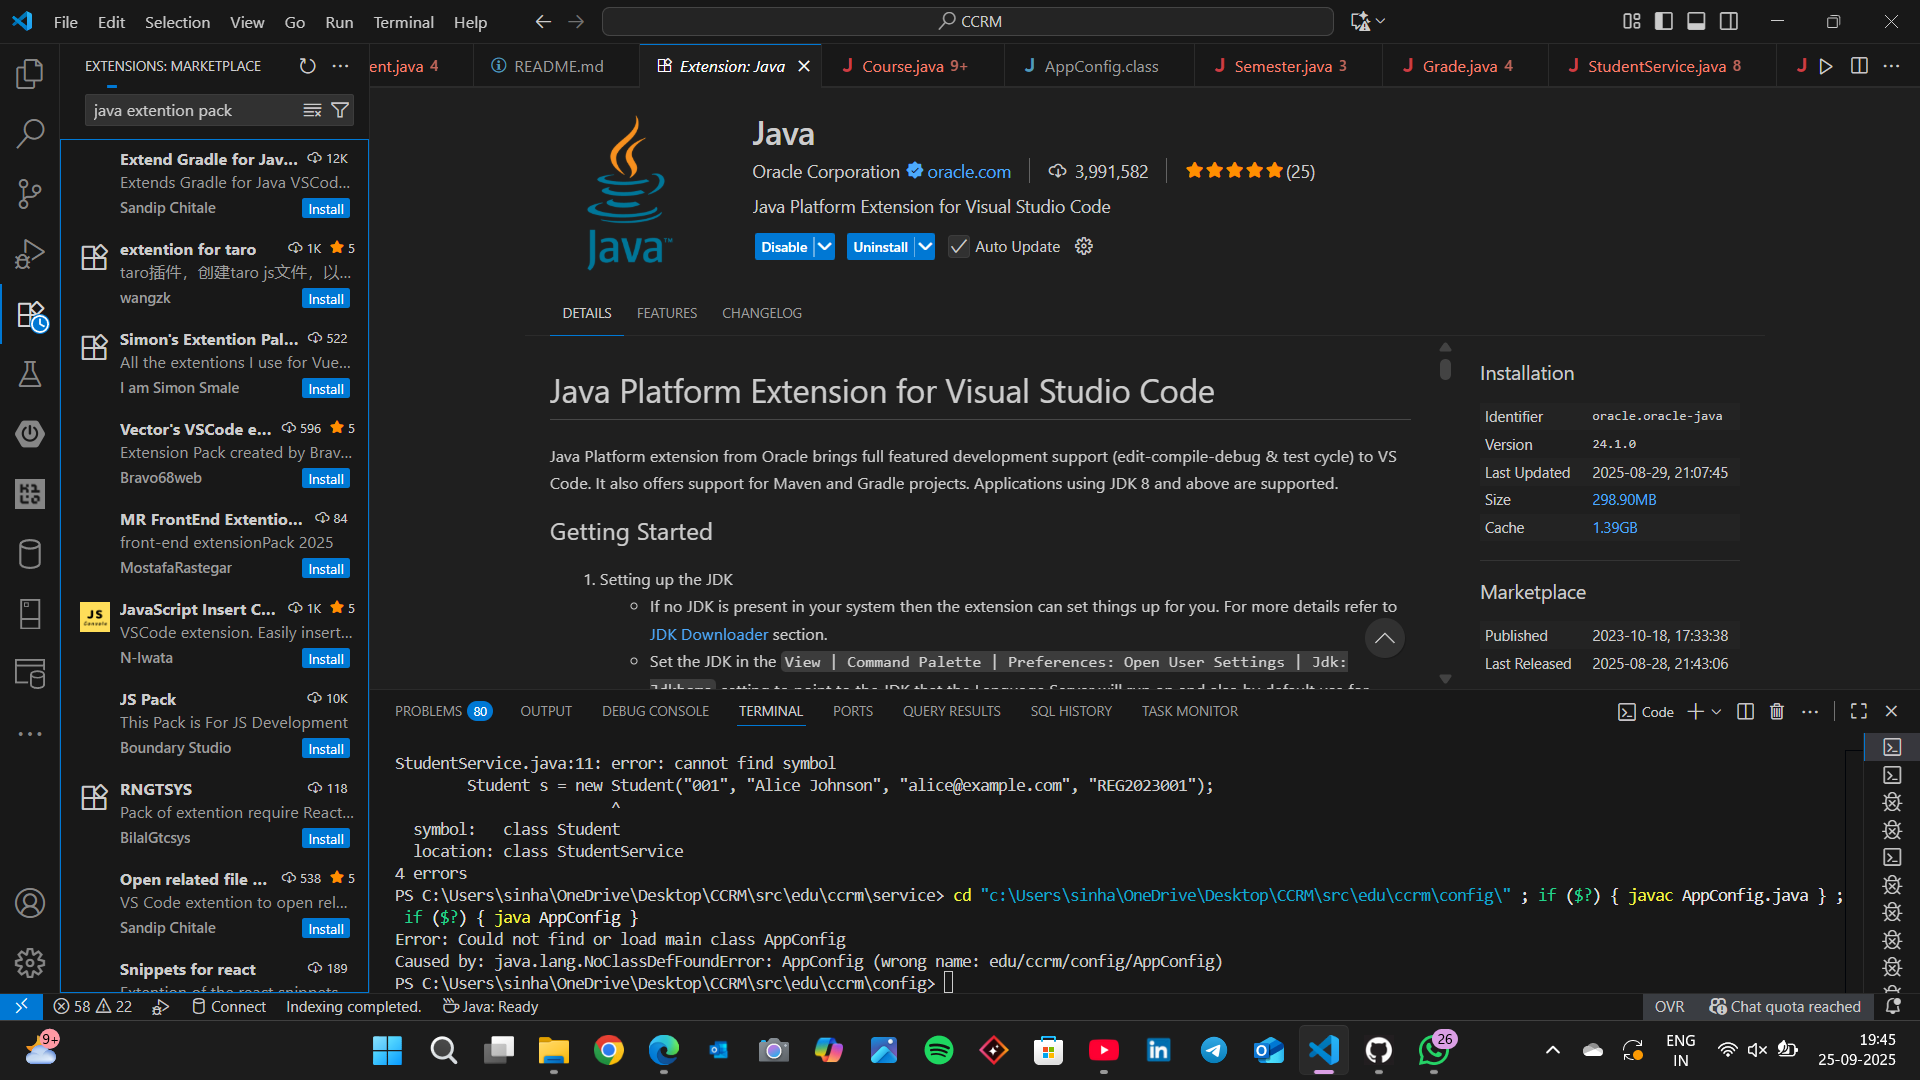 File Edit Selection View Go Run Terminal Help
CCRM
EXTENSIONS: MARKETPLACE
java extention pack
Extend Gradle for Jav... 12K
Extends Gradle for Java VSCod...
Sandip Chitale Install
extention for taro 1K 5
taro插件，创建taro js文件，以...
wangzk Install
Simon's Extention Pal... 522
All the extentions I use for Vue...
I am Simon Smale Install
Vector's VSCode e... 596 5
Extension Pack created by Brav...
Bravo68web Install
MR FrontEnd Extentio... 84
front-end extensionPack 2025
MostafaRastegar Install
JS
JavaScript Insert C... 1K 5
VSCode extension. Easily insert...
N-Iwata Install
JS Pack 10K
This Pack is For JS Development
Boundary Studio Install
RNGTSYS 118
Pack of extention require React...
BilalGtcsys Install
Open related file ... 538 5
VS Code extention to open rel...
Sandip Chitale Install
Snippets for react 189
ent.java 4 README.md Extension: Java Course.java 9+ AppConfig.class Semester.java 3 Grade.java 4 StudentService.java 8
Java™
Java
Oracle Corporation oracle.com 3,991,582 (25)
Java Platform Extension for Visual Studio Code
Disable Uninstall Auto Update
DETAILS FEATURES CHANGELOG
Java Platform Extension for Visual Studio Code
Java Platform extension from Oracle brings full featured development support (edit-compile-debug & test cycle) to VS
Code. It also offers support for Maven and Gradle projects. Applications using JDK 8 and above are supported.
Getting Started
1. Setting up the JDK
If no JDK is present in your system then the extension can set things up for you. For more details refer to
JDK Downloader section.
Set the JDK in the View | Command Palette | Preferences: Open User Settings | Jdk:
Installation
Identifier oracle.oracle-java
Version 24.1.0
Last Updated 2025-08-29, 21:07:45
Size 298.90MB
Cache 1.39GB
Marketplace
Published 2023-10-18, 17:33:38
Last Released 2025-08-28, 21:43:06
PROBLEMS 80 OUTPUT DEBUG CONSOLE TERMINAL PORTS QUERY RESULTS SQL HISTORY TASK MONITOR
Code
StudentService.java:11: error: cannot find symbol
Student s = new Student("001", "Alice Johnson", "alice@example.com", "REG2023001");
^
symbol: class Student
location: class StudentService
4 errors
PS C:\Users\sinha\OneDrive\Desktop\CCRM\src\edu\ccrm\service> cd "c:\Users\sinha\OneDrive\Desktop\CCRM\src\edu\ccrm\config\" ; if ($?) { javac AppConfig.java } ;
if ($?) { java AppConfig }
Error: Could not find or load main class AppConfig
Caused by: java.lang.NoClassDefFoundError: AppConfig (wrong name: edu/ccrm/config/AppConfig)
PS C:\Users\sinha\OneDrive\Desktop\CCRM\src\edu\ccrm\config>
58 22 Connect Indexing completed. Java: Ready
OVR Chat quota reached
9+
26
ENG
IN
19:45
25-09-2025